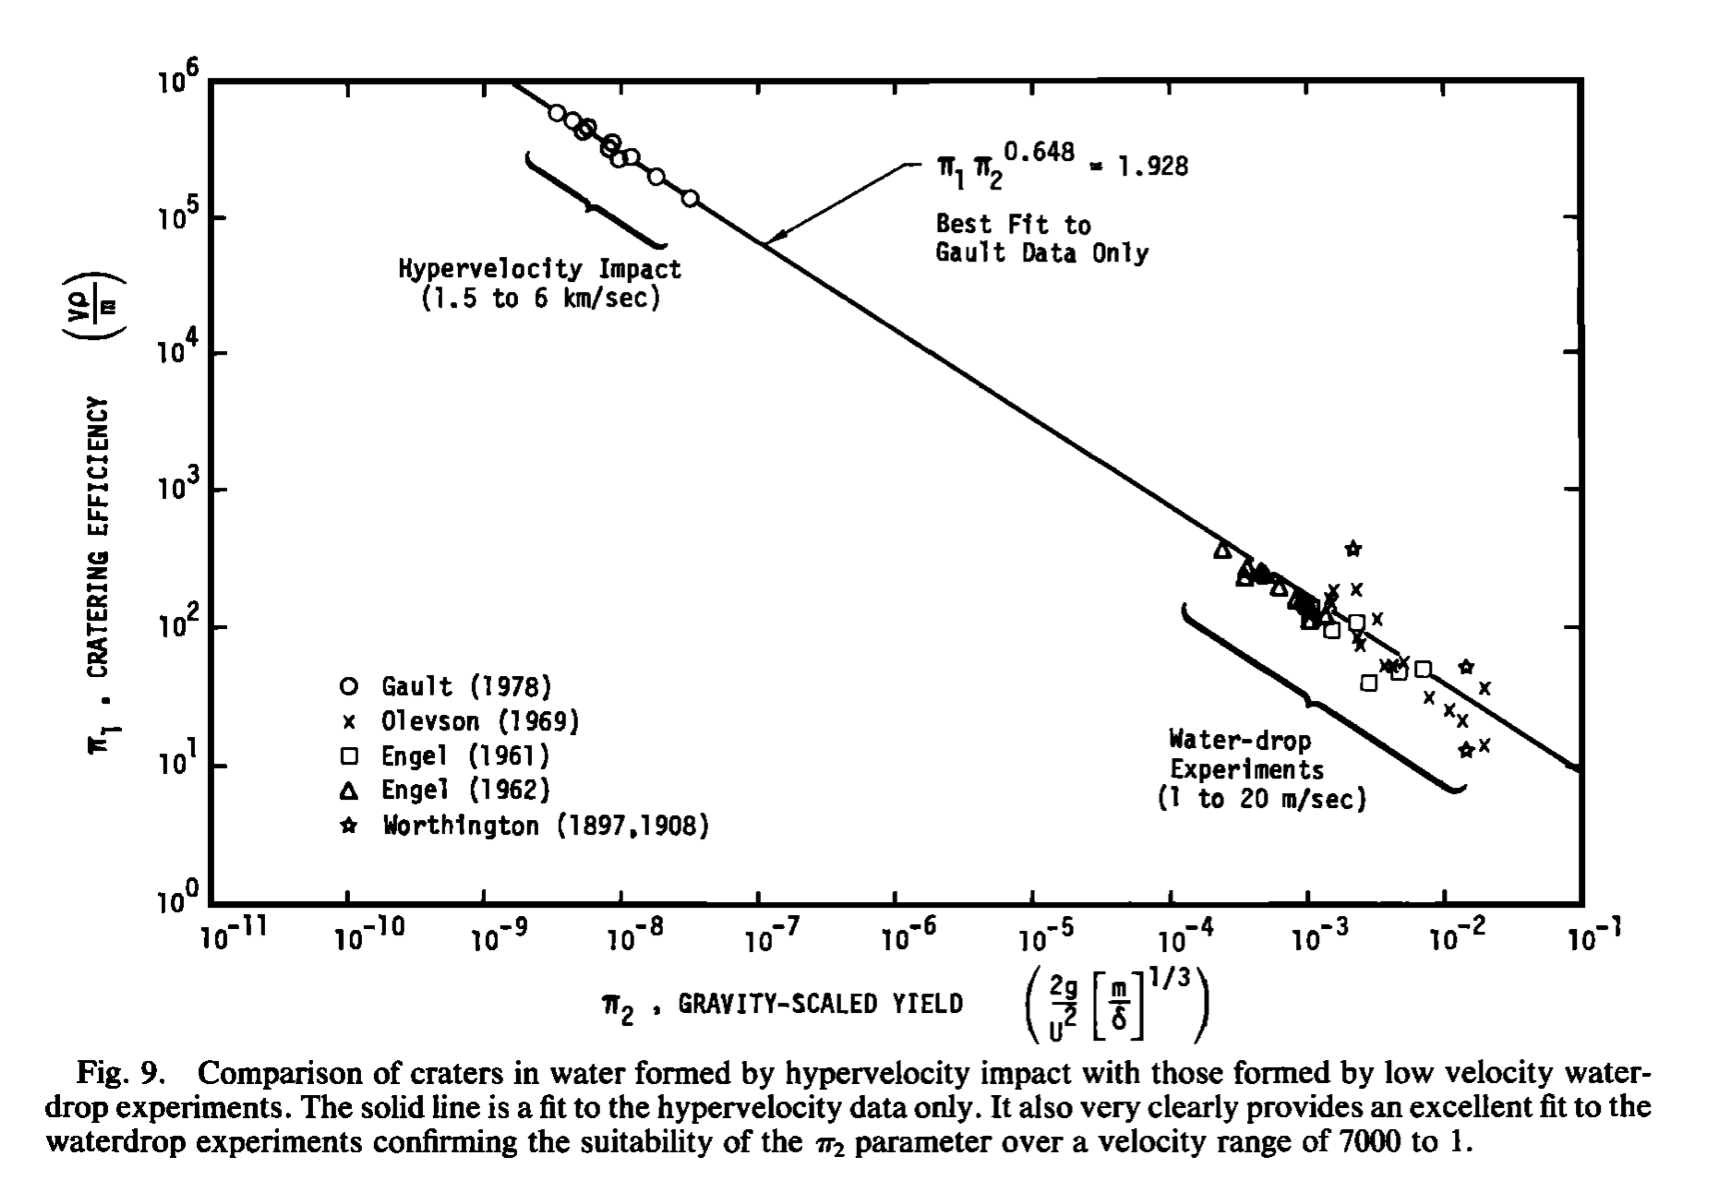 10^6
10^5
10^4
10^3
10^2
10^1
10^0
π1 , CRATERING EFFICIENCY (Vρ/m)
π1 π2^0.648 = 1.928
Best Fit to
Gault Data Only
Hypervelocity Impact
(1.5 to 6 km/sec)
Gault (1978)
Olevson (1969)
Engel (1961)
Engel (1962)
Worthington (1897,1908)
Water-drop
Experiments
(1 to 20 m/sec)
10^-11 10^-10 10^-9 10^-8 10^-7 10^-6 10^-5 10^-4 10^-3 10^-2 10^-1
π2 , GRAVITY-SCALED YIELD (2g/U^2 [m/δ]^1/3)
Fig. 9. Comparison of craters in water formed by hypervelocity impact with those formed by low velocity water-
drop experiments. The solid line is a fit to the hypervelocity data only. It also very clearly provides an excellent fit to the
waterdrop experiments confirming the suitability of the π2 parameter over a velocity range of 7000 to 1.